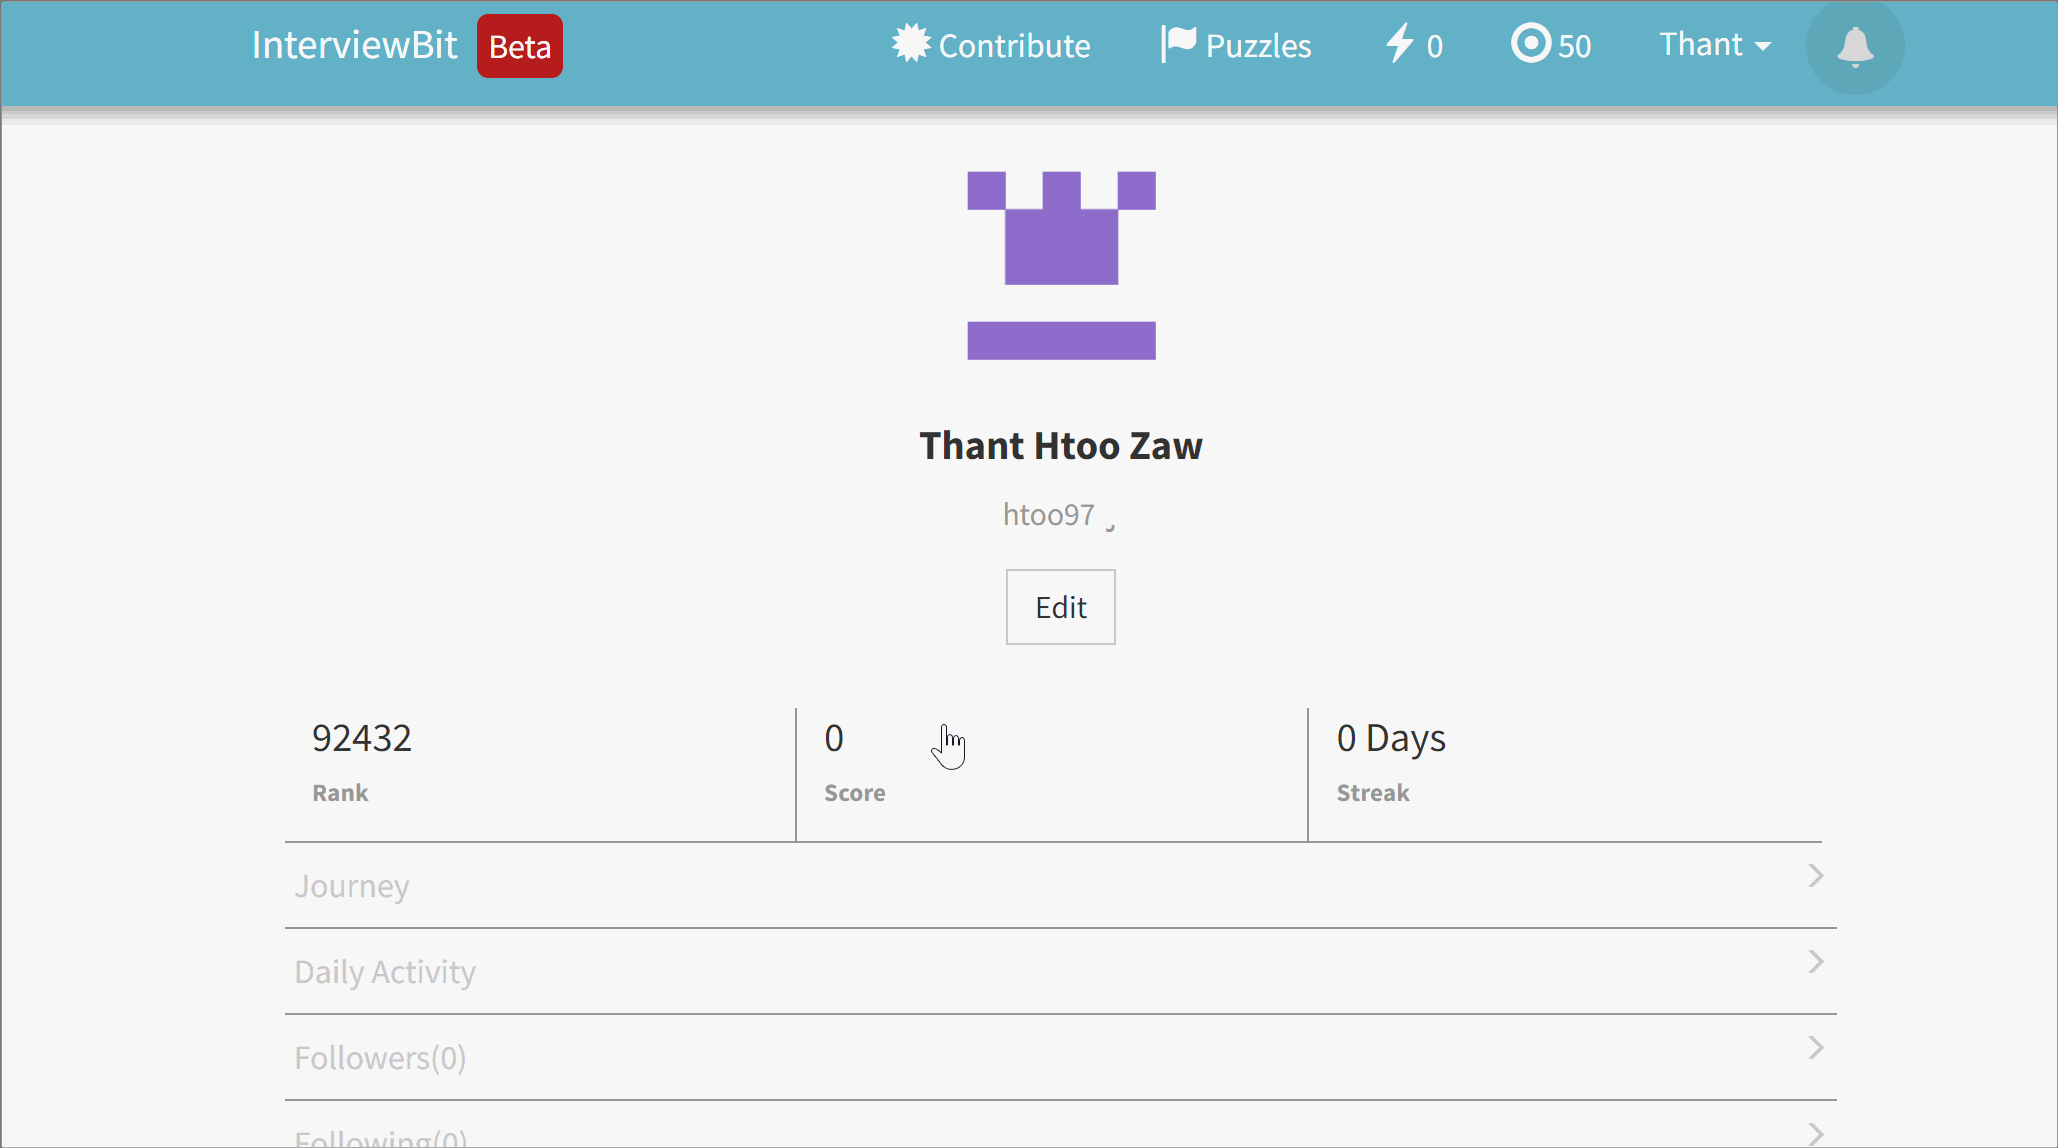 InterviewBit Beta Contribute Puzzles 0 50 Thant
Thant Htoo Zaw
htoo97
Edit
92432 0 0 Days
Rank Score Streak
Journey
Daily Activity
Followers(0)
Following(0)